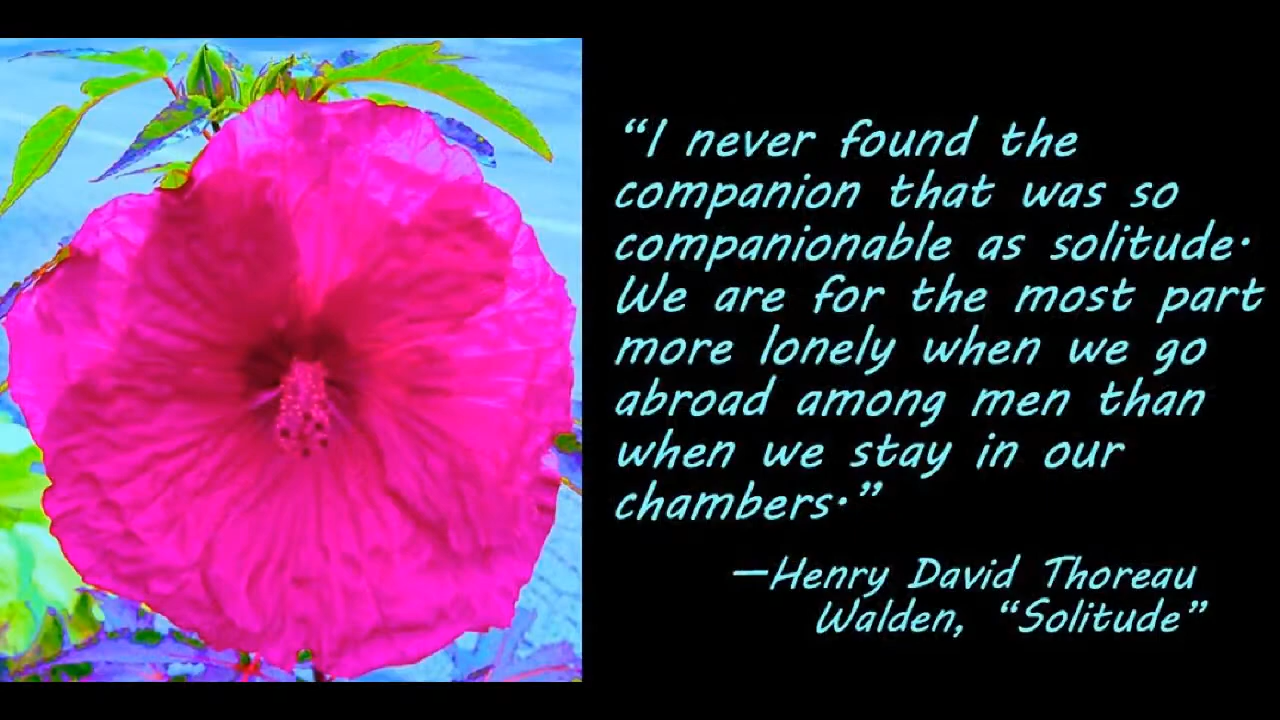 “I never found the
companion that was so
companionable as solitude.
We are for the most part
more lonely when we go
abroad among men than
when we stay in our
chambers.”
—Henry David Thoreau
Walden, “Solitude”